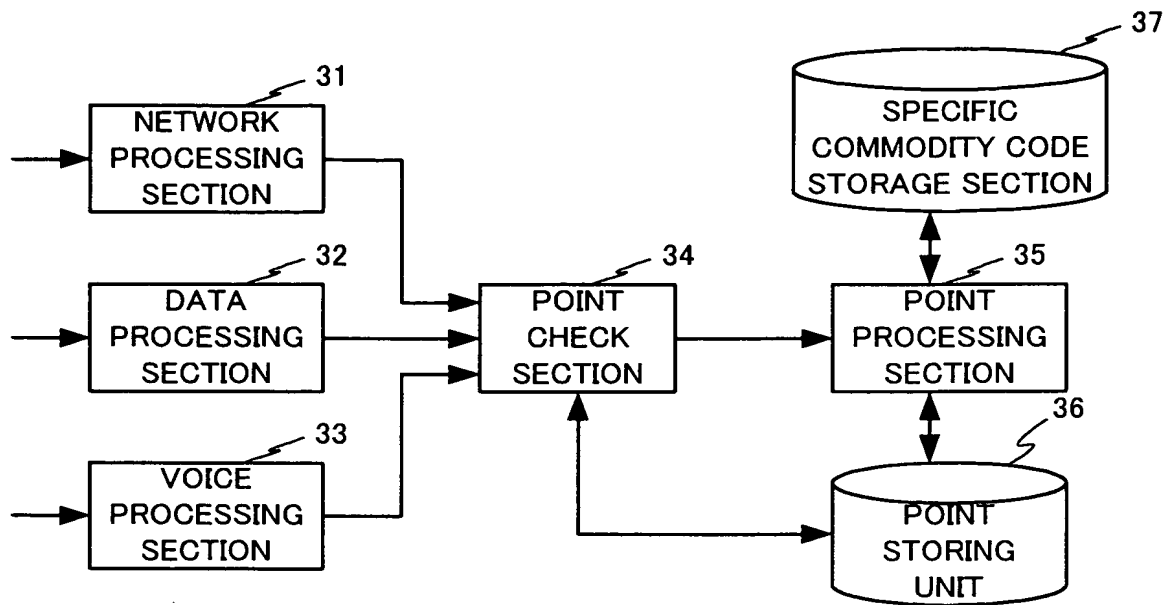 31
NETWORK
PROCESSING
SECTION
32
DATA
PROCESSING
SECTION
33
VOICE
PROCESSING
SECTION
34
POINT
CHECK
SECTION
37
SPECIFIC
COMMODITY CODE
STORAGE SECTION
35
POINT
PROCESSING
SECTION
36
POINT
STORING
UNIT